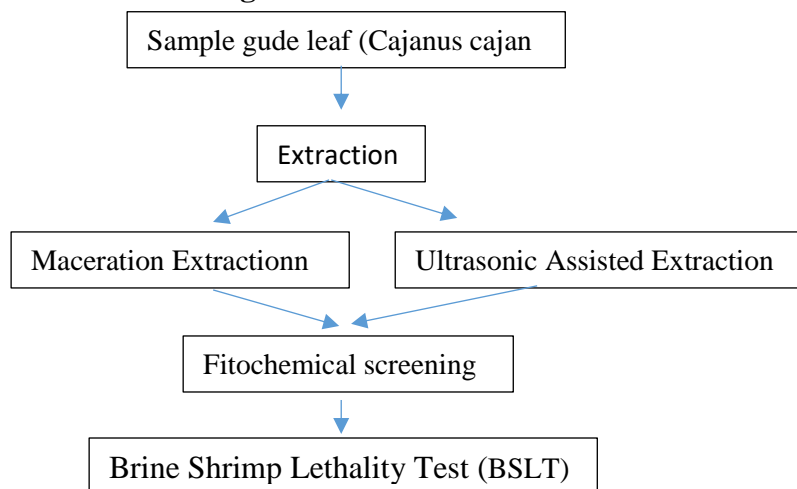 Sample gude leaf (Cajanus cajan
Extraction
Maceration Extractionn
Ultrasonic Assisted Extraction
Fitochemical screening
Brine Shrimp Lethality Test (BSLT)